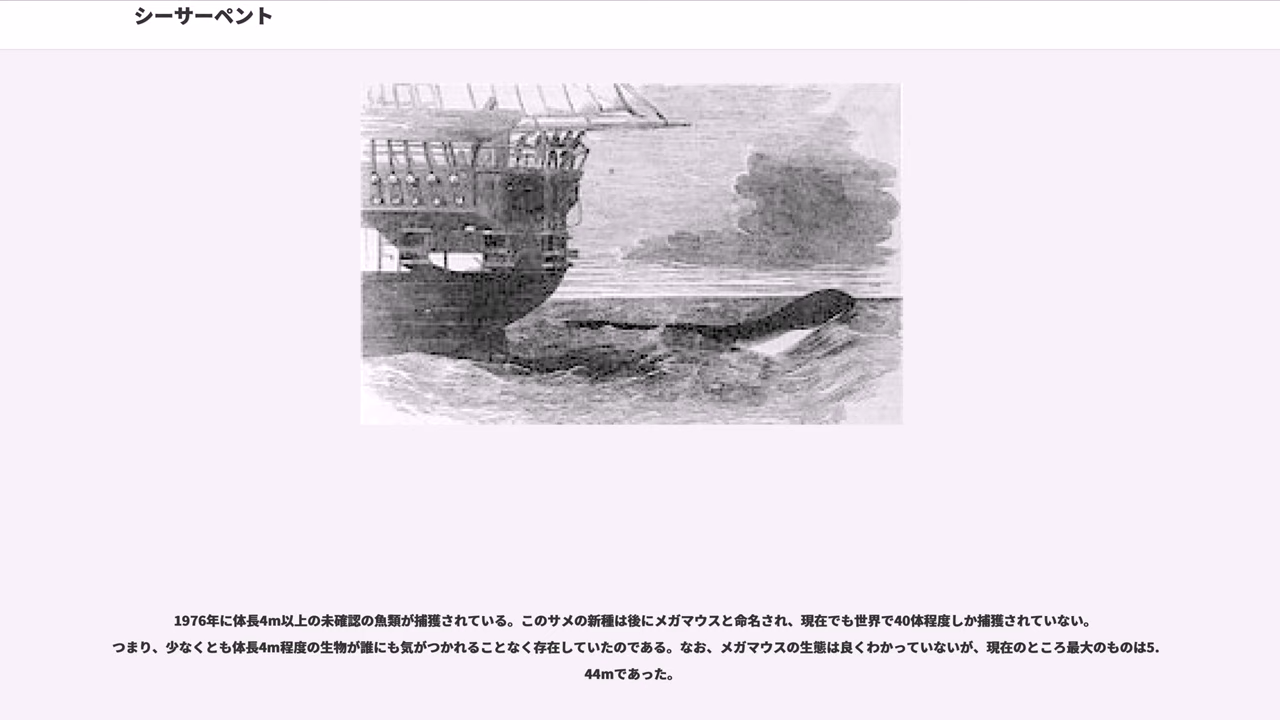 シーサーペント
1976年に体長4m以上の未確認の魚類が捕獲されている。このサメの新種は後にメガマウスと命名され、現在でも世界で40体程度しか捕獲されていない。
つまり、少なくとも体長4m程度の生物が誰にも気がつかれることなく存在していたのである。なお、メガマウスの生態は良くわかっていないが、現在のところ最大のものは5.
44mであった。